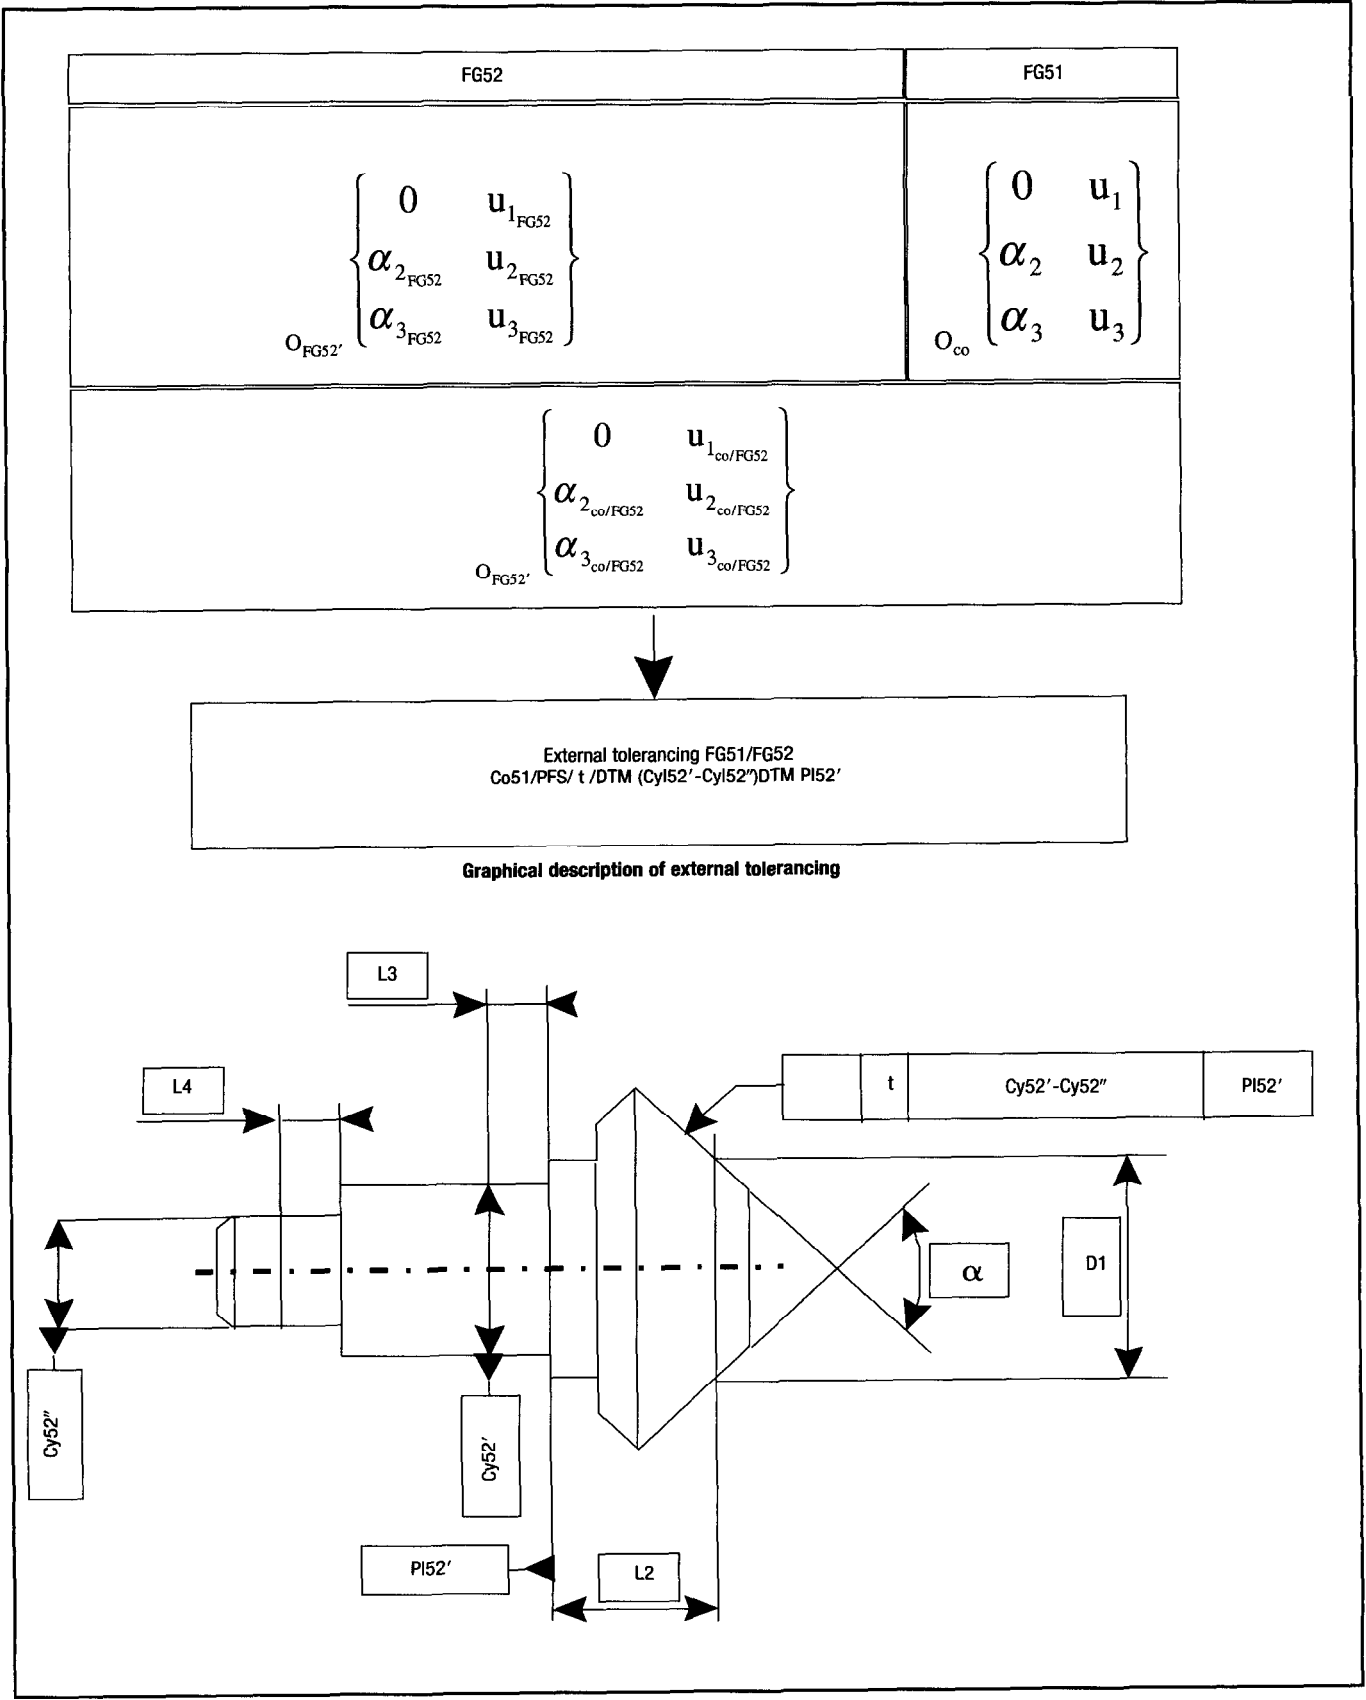 FG52 FG51
0 u1FG52
α2FG52 u2FG52
α3FG52 u3FG52
OFG52′
0 u1
α2 u2
α3 u3
Oco
0 u1co/FG52
α2co/FG52 u2co/FG52
α3co/FG52 u3co/FG52
OFG52′
External tolerancing FG51/FG52
Co51/PFS/ t /DTM (Cyl52′-Cyl52″)DTM Pl52′
Graphical description of external tolerancing
L3
L4
t Cy52′-Cy52″ Pl52′
D1
α
Cy52″
Cy52′
Pl52′
L2